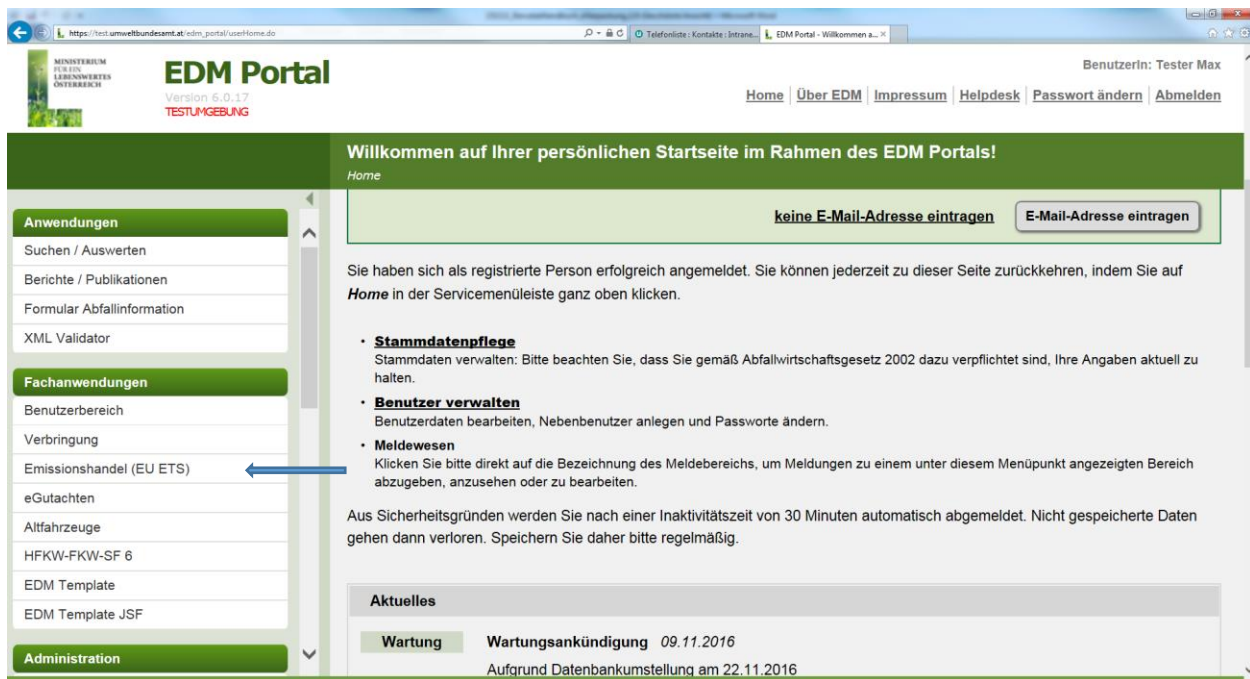 https://test.umweltbundesamt.at/edm_portal/userHome.do
Telefonliste : Kontakte : Intrane...
EDM Portal - Willkommen a...
MINISTERIUM
FÜR EIN
LEBENSWERTES
ÖSTERREICH
EDM Portal
Version 6.0.17
TESTUMGEBUNG
BenutzerIn: Tester Max
Home | Über EDM | Impressum | Helpdesk | Passwort ändern | Abmelden
Willkommen auf Ihrer persönlichen Startseite im Rahmen des EDM Portals!
Home
Anwendungen
Suchen / Auswerten
Berichte / Publikationen
Formular Abfallinformation
XML Validator
Fachanwendungen
Benutzerbereich
Verbringung
Emissionshandel (EU ETS)
eGutachten
Altfahrzeuge
HFKW-FKW-SF 6
EDM Template
EDM Template JSF
Administration
keine E-Mail-Adresse eintragen
E-Mail-Adresse eintragen
Sie haben sich als registrierte Person erfolgreich angemeldet. Sie können jederzeit zu dieser Seite zurückkehren, indem Sie auf
Home in der Servicemenüleiste ganz oben klicken.
• Stammdatenpflege
Stammdaten verwalten: Bitte beachten Sie, dass Sie gemäß Abfallwirtschaftsgesetz 2002 dazu verpflichtet sind, Ihre Angaben aktuell zu
halten.
• Benutzer verwalten
Benutzerdaten bearbeiten, Nebenbenutzer anlegen und Passworte ändern.
• Meldewesen
Klicken Sie bitte direkt auf die Bezeichnung des Meldebereichs, um Meldungen zu einem unter diesem Menüpunkt angezeigten Bereich
abzugeben, anzusehen oder zu bearbeiten.
Aus Sicherheitsgründen werden Sie nach einer Inaktivitätszeit von 30 Minuten automatisch abgemeldet. Nicht gespeicherte Daten
gehen dann verloren. Speichern Sie daher bitte regelmäßig.
Aktuelles
Wartung
Wartungsankündigung 09.11.2016
Aufgrund Datenbankumstellung am 22.11.2016